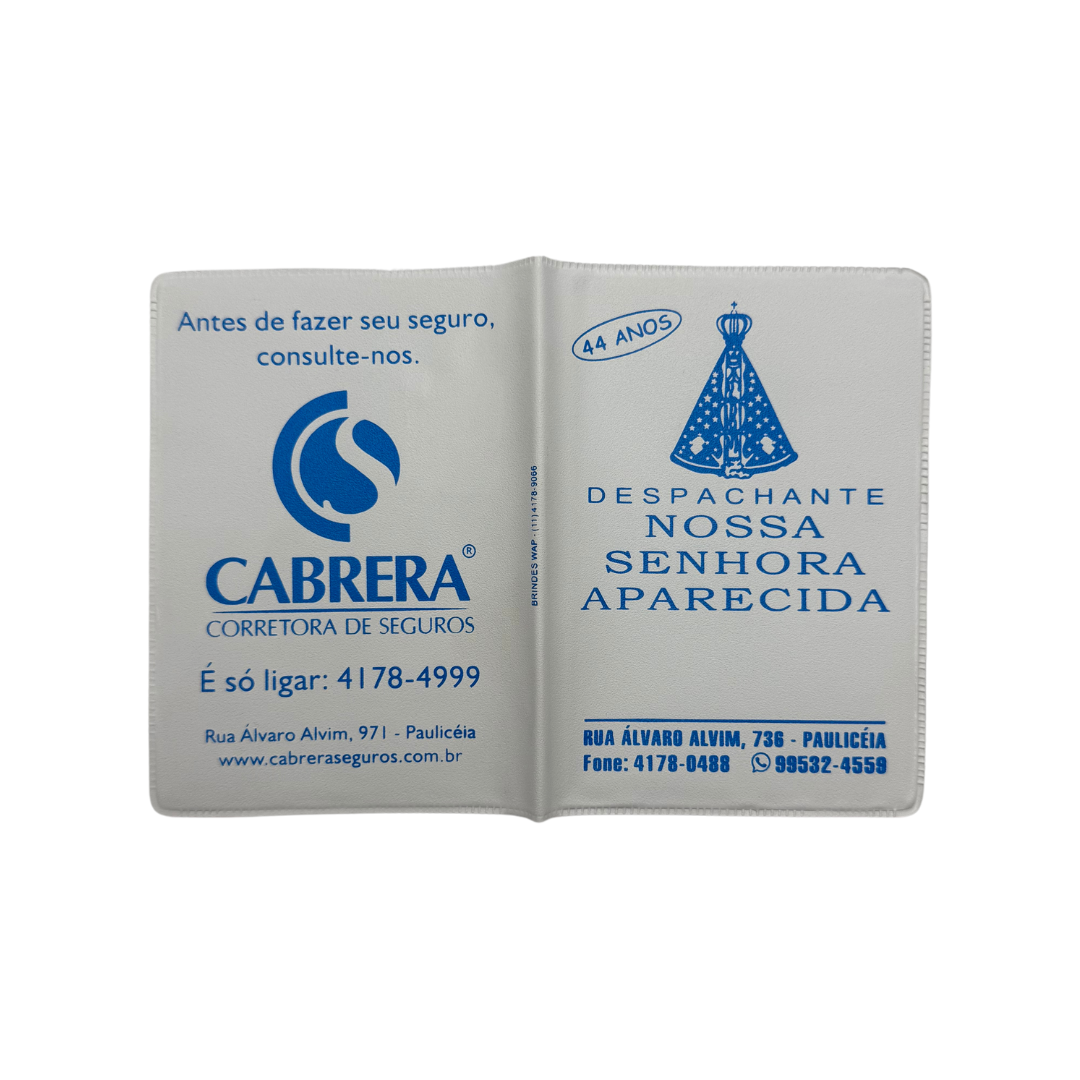 Antes de fazer seu seguro,
consulte-nos.
CABRERA®
CORRETORA DE SEGUROS
É só ligar: 4178-4999
Rua Álvaro Alvim, 971 - Paulicéia
www.cabreraseguros.com.br
BRINDES WAP - (11) 4178-9066
44 ANOS
DESPACHANTE
NOSSA
SENHORA
APARECIDA
RUA ÁLVARO ALVIM, 736 - PAULICÉIA
Fone: 4178-0488 99532-4559